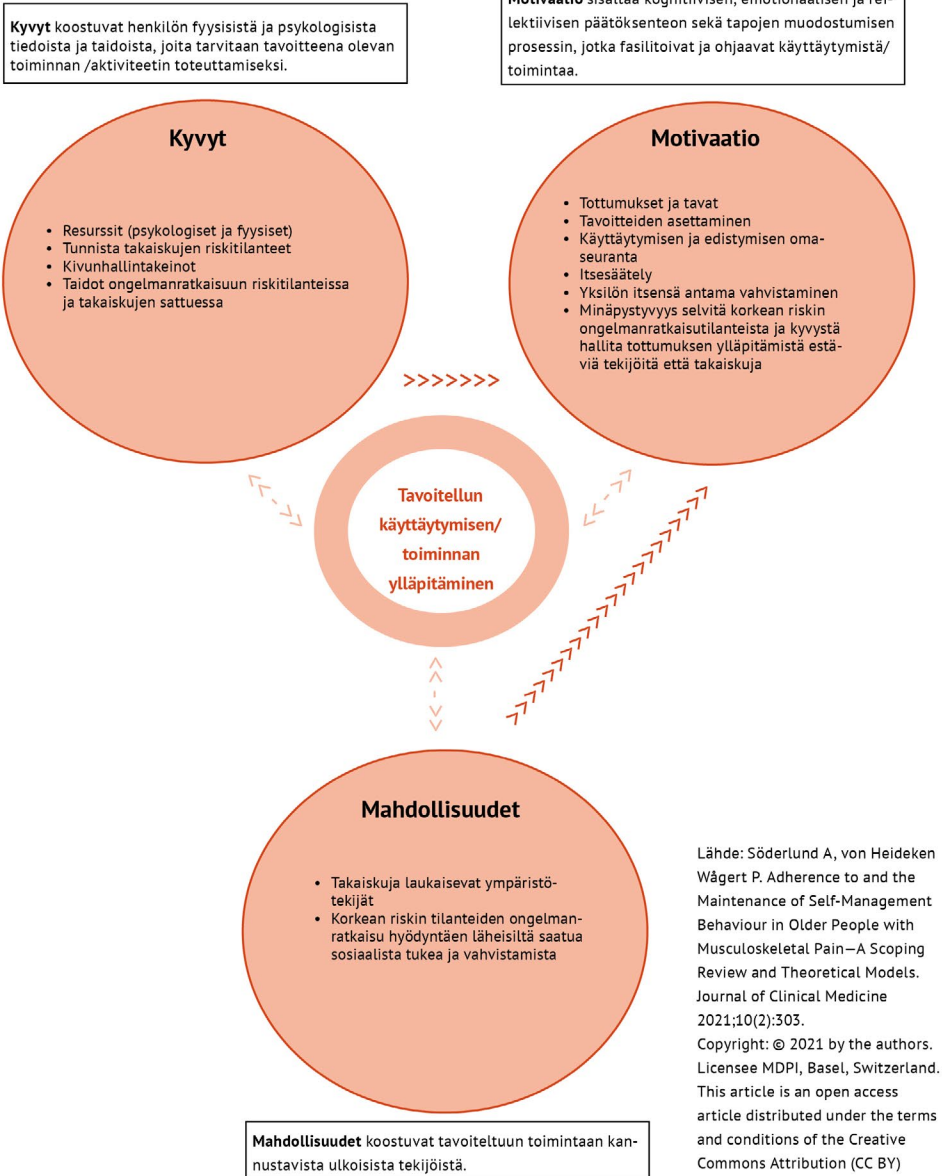 Kyvyt koostuvat henkilön fyysisistä ja psykologisista
tiedoista ja taidoista, joita tarvitaan tavoitteena olevan
toiminnan /aktiviteetin toteuttamiseksi.
Motivaatio sisältää kognitiivisen, emotionaalisen ja ref-
lektiivisen päätöksenteon sekä tapojen muodostumisen
prosessin, jotka fasilitoivat ja ohjaavat käyttäytymistä/
toimintaa.
Kyvyt
• Resurssit (psykologiset ja fyysiset)
• Tunnista takaiskujen riskitilanteet
• Kivunhallintakeinot
• Taidot ongelmanratkaisuun riskitilanteissa
ja takaiskujen sattuessa
Motivaatio
• Tottumukset ja tavat
• Tavoitteiden asettaminen
• Käyttäytymisen ja edistymisen oma-
seuranta
• Itsesäätely
• Yksilön itsensä antama vahvistaminen
• Minäpystyvyys selvitä korkean riskin
ongelmanratkaisutilanteista ja kyvystä
hallita tottumuksen ylläpitämistä estä-
viä tekijöitä että takaiskuja
Tavoitellun
käyttäytymisen/
toiminnan
ylläpitäminen
Mahdollisuudet
• Takaiskuja laukaisevat ympäristö-
tekijät
• Korkean riskin tilanteiden ongelman-
ratkaisu hyödyntäen läheisiltä saatua
sosiaalista tukea ja vahvistamista
Mahdollisuudet koostuvat tavoiteltuun toimintaan kan-
nustavista ulkoisista tekijöistä.
Lähde: Söderlund A, von Heideken
Wågert P. Adherence to and the
Maintenance of Self-Management
Behaviour in Older People with
Musculoskeletal Pain—A Scoping
Review and Theoretical Models.
Journal of Clinical Medicine
2021;10(2):303.
Copyright: © 2021 by the authors.
Licensee MDPI, Basel, Switzerland.
This article is an open access
article distributed under the terms
and conditions of the Creative
Commons Attribution (CC BY)